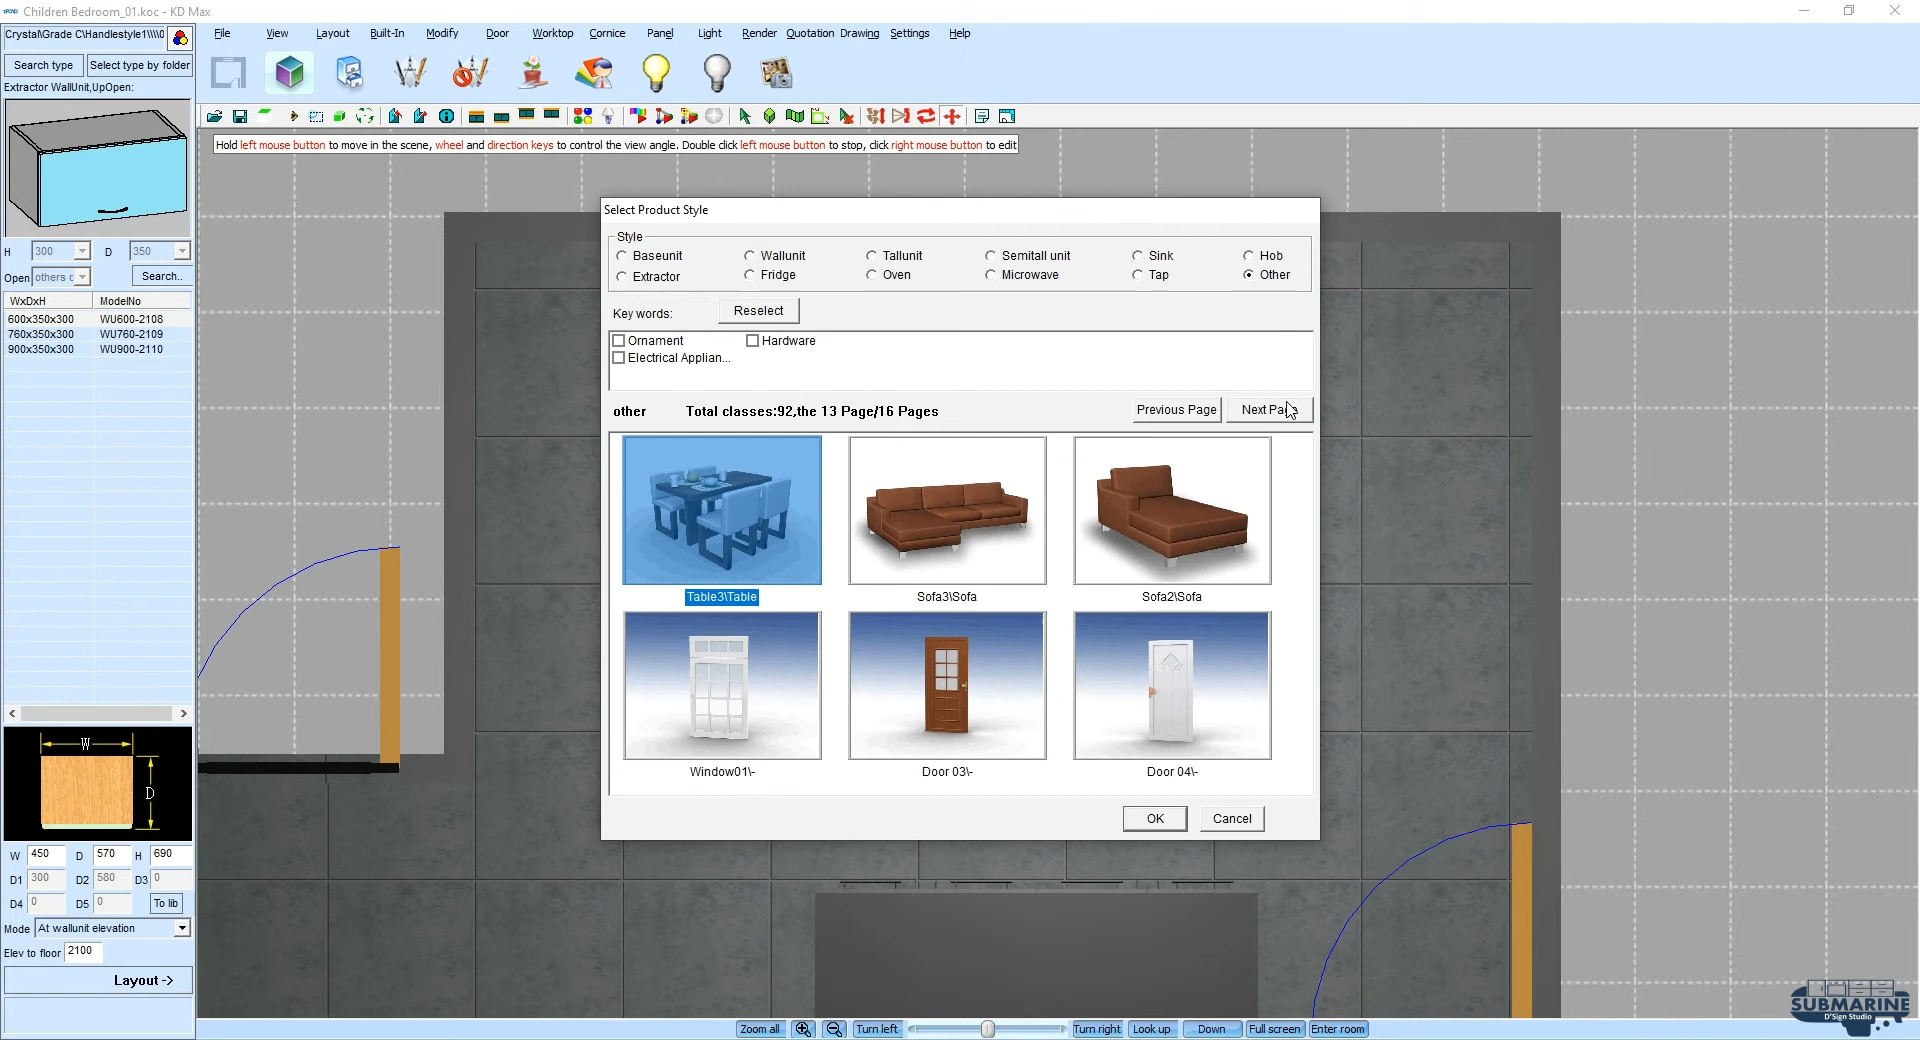 Children Bedroom_01.koc - KD Max
Crystal\Grade C\Handlestyle1\\\\0
File View Layout Built-In Modify Door Worktop Cornice Panel Light Render Quotation Drawing Settings Help
Search type Select type by folder
Extractor WallUnit,UpOpen:
Hold left mouse button to move in the scene, wheel and direction keys to control the view angle. Double click left mouse button to stop, click right mouse button to edit
H 300 D 350
Open others Search..
WxDxH ModelNo
600x350x300 WU600-2108
760x350x300 WU760-2109
900x350x300 WU900-2110
W
D
W 450 D 570 H 690
D1 300 D2 580 D3 0
D4 0 D5 0 To lib
Mode At wallunit elevation
Elev to floor 2100
Layout ->
Select Product Style
Style
Baseunit Wallunit Tallunit Semitall unit Sink Hob
Extractor Fridge Oven Microwave Tap Other
Key words: Reselect
Ornament Hardware
Electrical Applian...
other Total classes:92,the 13 Page/16 Pages Previous Page Next Page
Table3\Table Sofa3\Sofa Sofa2\Sofa
Window01\- Door 03\- Door 04\-
OK Cancel
Zoom all Turn left Turn right Look up Down Full screen Enter room
SUBMARINE
D'Sign Studio